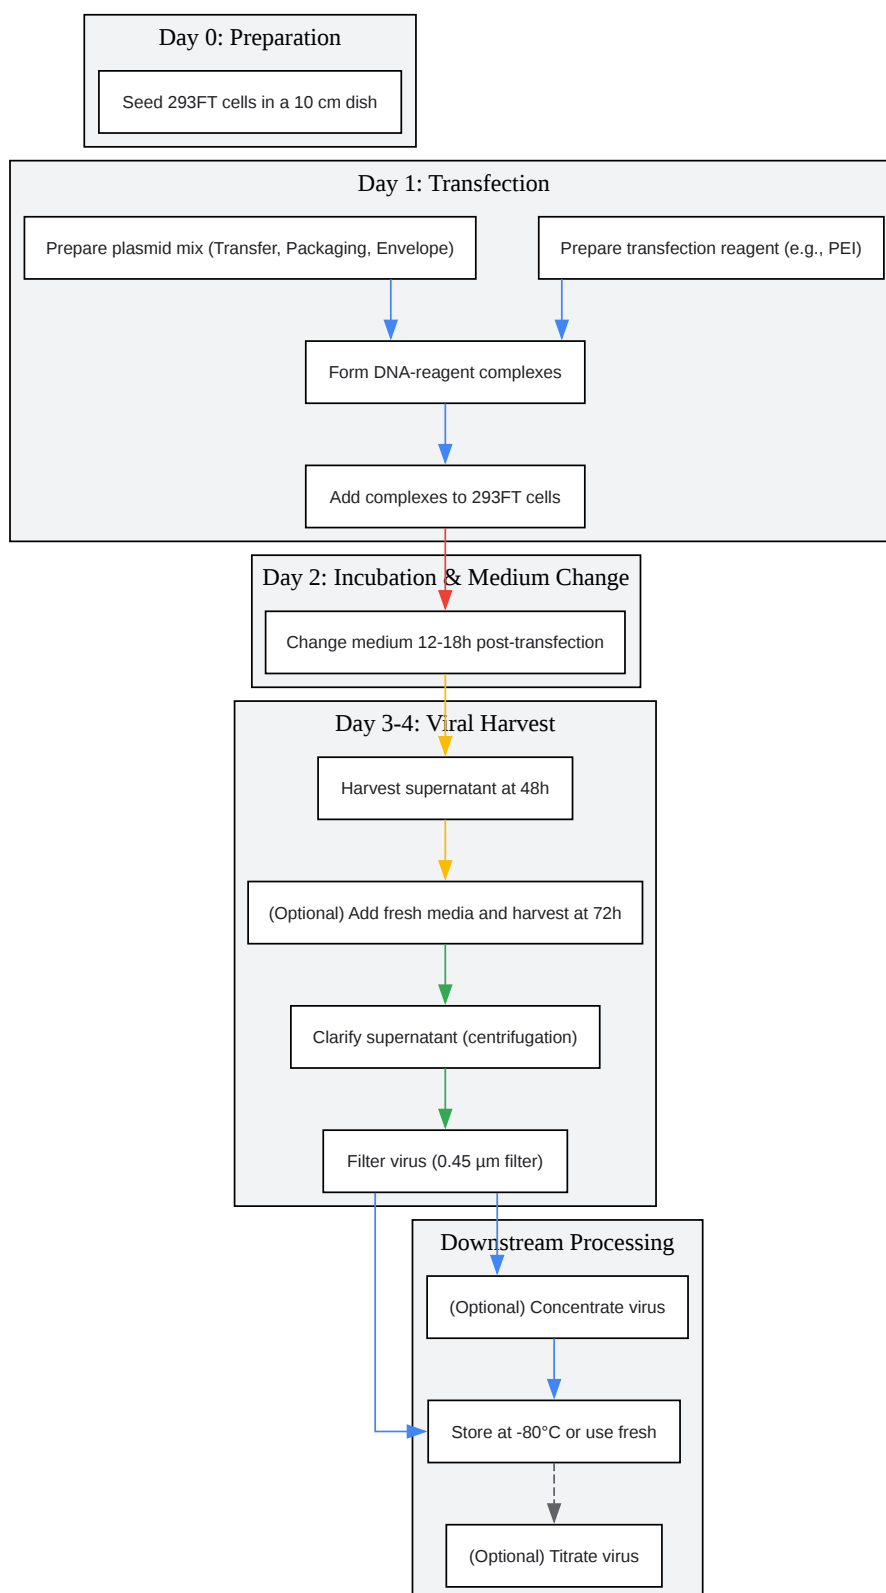 Day 0: Preparation
Seed 293FT cells in a 10 cm dish
Day 1: Transfection
Prepare plasmid mix (Transfer, Packaging, Envelope)
Prepare transfection reagent (e.g., PEI)
Form DNA-reagent complexes
Add complexes to 293FT cells
Day 2: Incubation & Medium Change
Change medium 12-18h post-transfection
Day 3-4: Viral Harvest
Harvest supernatant at 48h
(Optional) Add fresh media and harvest at 72h
Clarify supernatant (centrifugation)
Filter virus (0.45 µm filter)
Downstream Processing
(Optional) Concentrate virus
Store at -80°C or use fresh
(Optional) Titrate virus